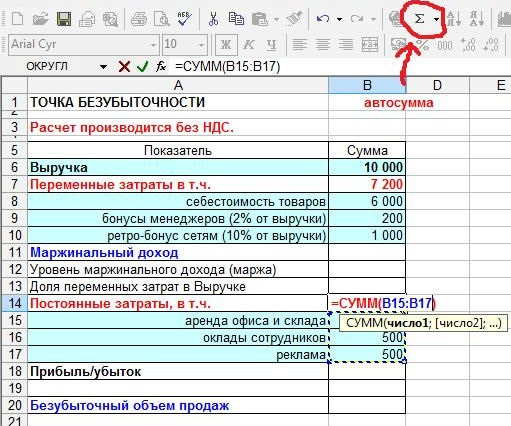 Arial Cyr 10
ОКРУГЛ =СУММ(B15:B17)
A B D E
1 ТОЧКА БЕЗУБЫТОЧНОСТИ автосумма
2
3 Расчет производится без НДС.
5 Показатель Сумма
6 Выручка 10 000
7 Переменные затраты в т.ч. 7 200
8 себестоимость товаров 6 000
9 бонусы менеджеров (2% от выручки) 200
10 ретро-бонус сетям (10% от выручки) 1 000
11 Маржинальный доход
12 Уровень маржинального дохода (маржа)
13 Доля переменных затрат в Выручке
14 Постоянные затраты, в т.ч. =СУММ(B15:B17)
15 аренда офиса и склада
СУММ(число1; [число2]; ...)
16 оклады сотрудников 500
17 реклама 500
18 Прибыль/убыток
19
20 Безубыточный объем продаж
21